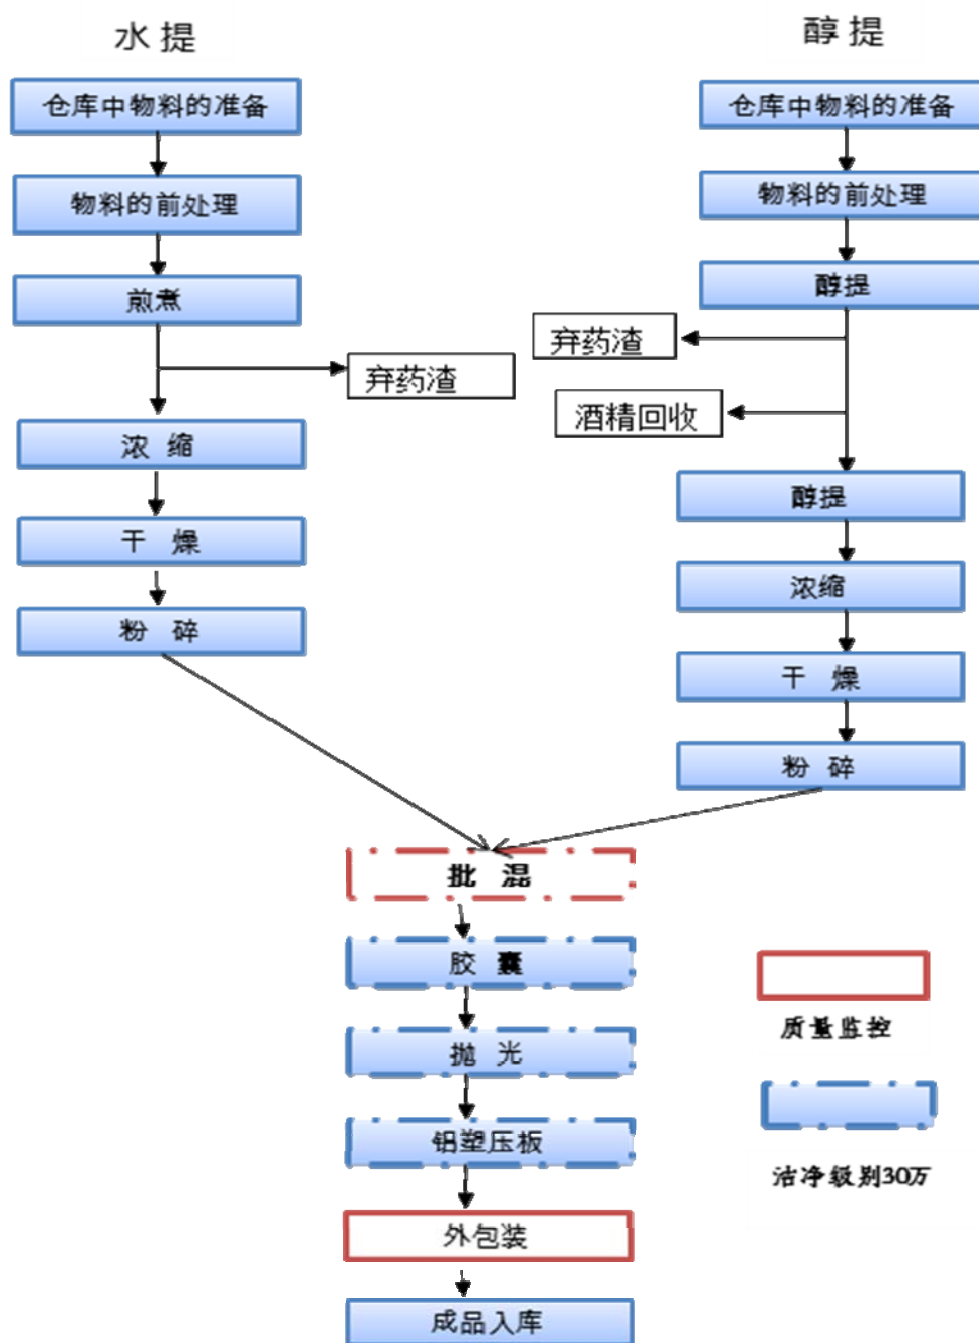 水提
仓库中物料的准备
物料的前处理
煎煮
弃药渣
浓缩
干燥
粉碎
醇提
仓库中物料的准备
物料的前处理
醇提
弃药渣
酒精回收
醇提
浓缩
干燥
粉碎
批混
胶囊
抛光
铝塑压板
外包装
成品入库
质量监控
洁净级别30万